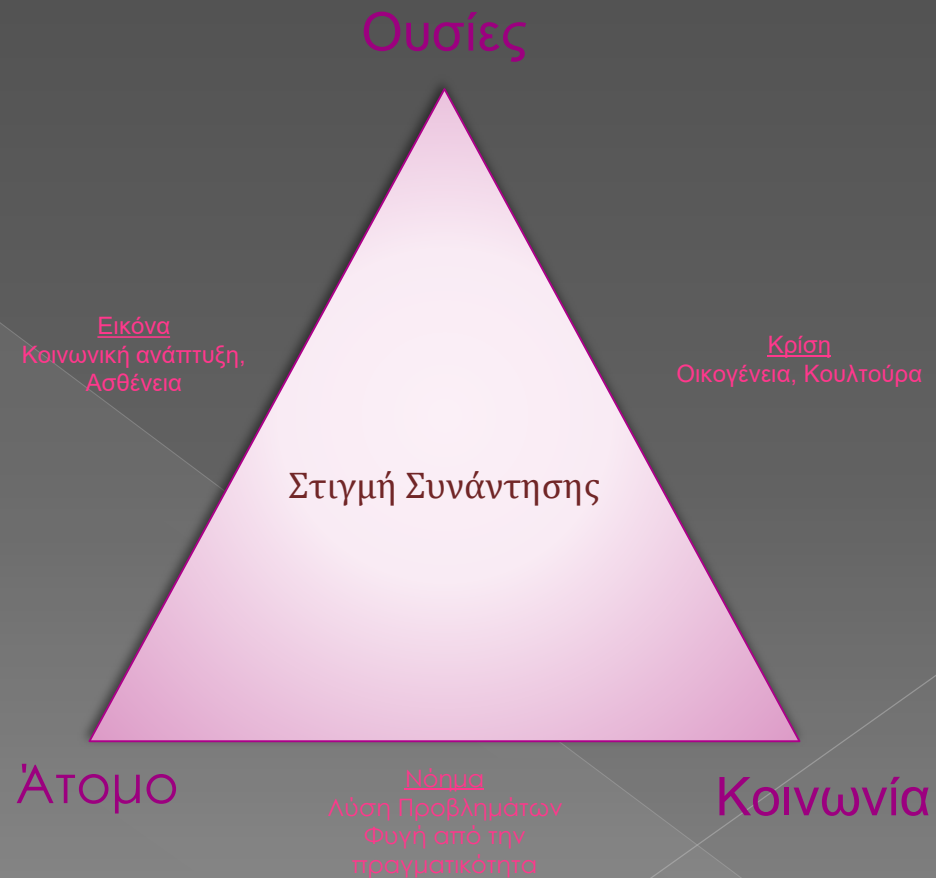 Ουσίες
Εικόνα
Κοινωνική ανάπτυξη,
Ασθένεια
Κρίση
Οικογένεια, Κουλτούρα
Στιγμή Συνάντησης
Άτομο
Νόημα
Λύση Προβλημάτων
Φυγή από την
πραγματικότητα
Κοινωνία